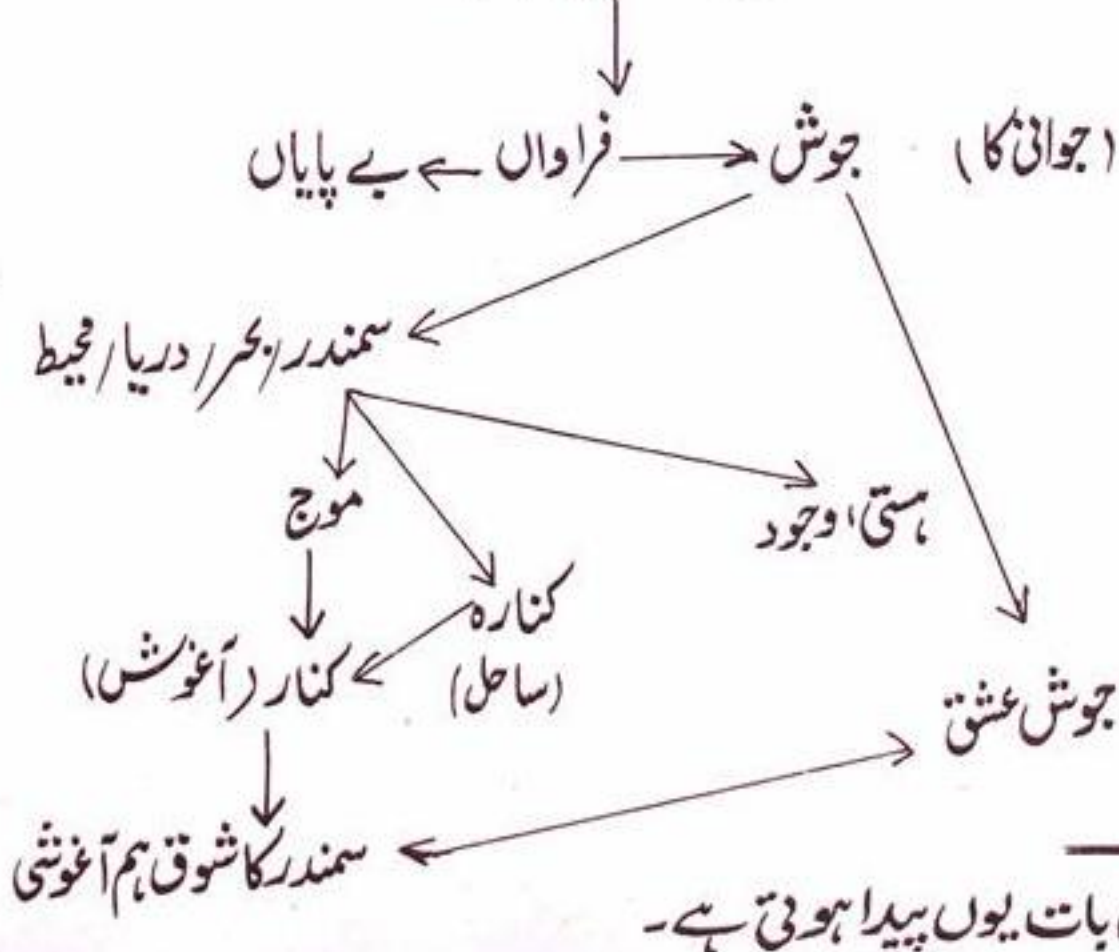 (جوانی کا) جوش فراواں بے پایاں
سمندر/بحر/دریا/محیط
موج
ہستی، وجود
کنارہ
(ساحل)
کنار (آغوش)
جوش عشق
سمندر کا شوق ہم آغوشی
بات یوں پیدا ہوتی ہے۔